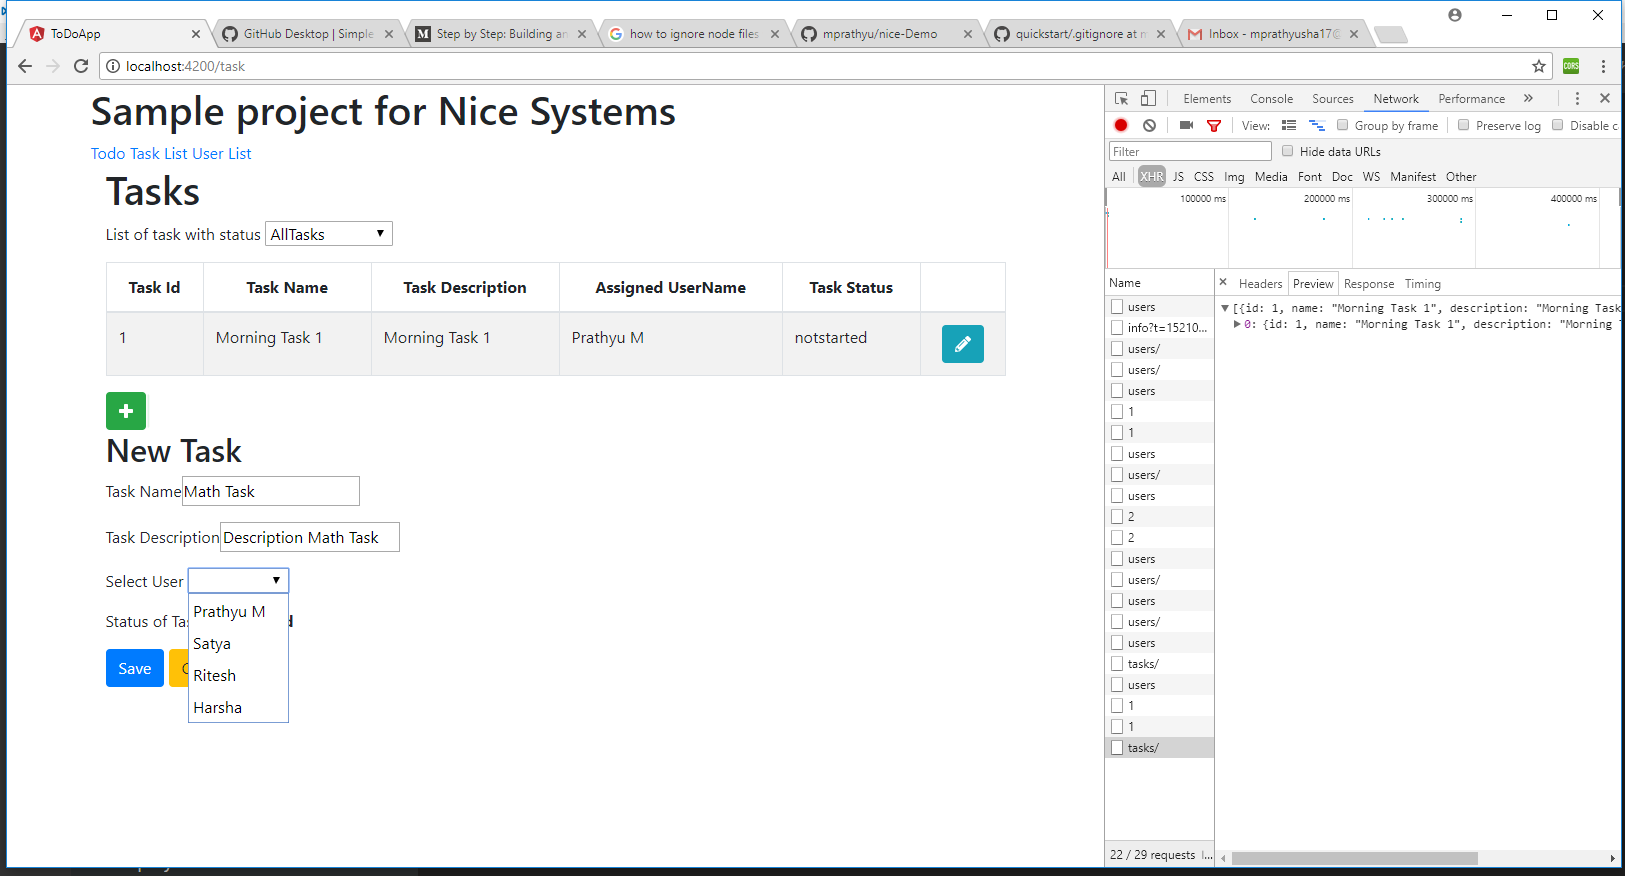 ToDoApp
GitHub Desktop | Simple
Step by Step: Building an
how to ignore node files
mprathyu/nice-Demo
quickstart/.gitignore at m
Inbox - mprathyusha17@
localhost:4200/task
CORS
Sample project for Nice Systems
Todo Task List User List
Tasks
List of task with status AllTasks
Task Id Task Name Task Description Assigned UserName Task Status
1 Morning Task 1 Morning Task 1 Prathyu M notstarted
New Task
Task Name Math Task
Task Description Description Math Task
Select User
Prathyu M
Status of Tas d
Satya
Save C
Ritesh
Harsha
Elements Console Sources Network Performance »
View: Group by frame Preserve log Disable c
Filter Hide data URLs
All XHR JS CSS Img Media Font Doc WS Manifest Other
100000 ms 200000 ms 300000 ms 400000 ms
Name
users
info?t=15210...
users/
users/
users
1
1
users
users/
users
2
2
users
users/
users
users/
users
tasks/
users
1
1
tasks/
22 / 29 requests I...
× Headers Preview Response Timing
▼[{id: 1, name: "Morning Task 1", description: "Morning Task
▶0: {id: 1, name: "Morning Task 1", description: "Morning T